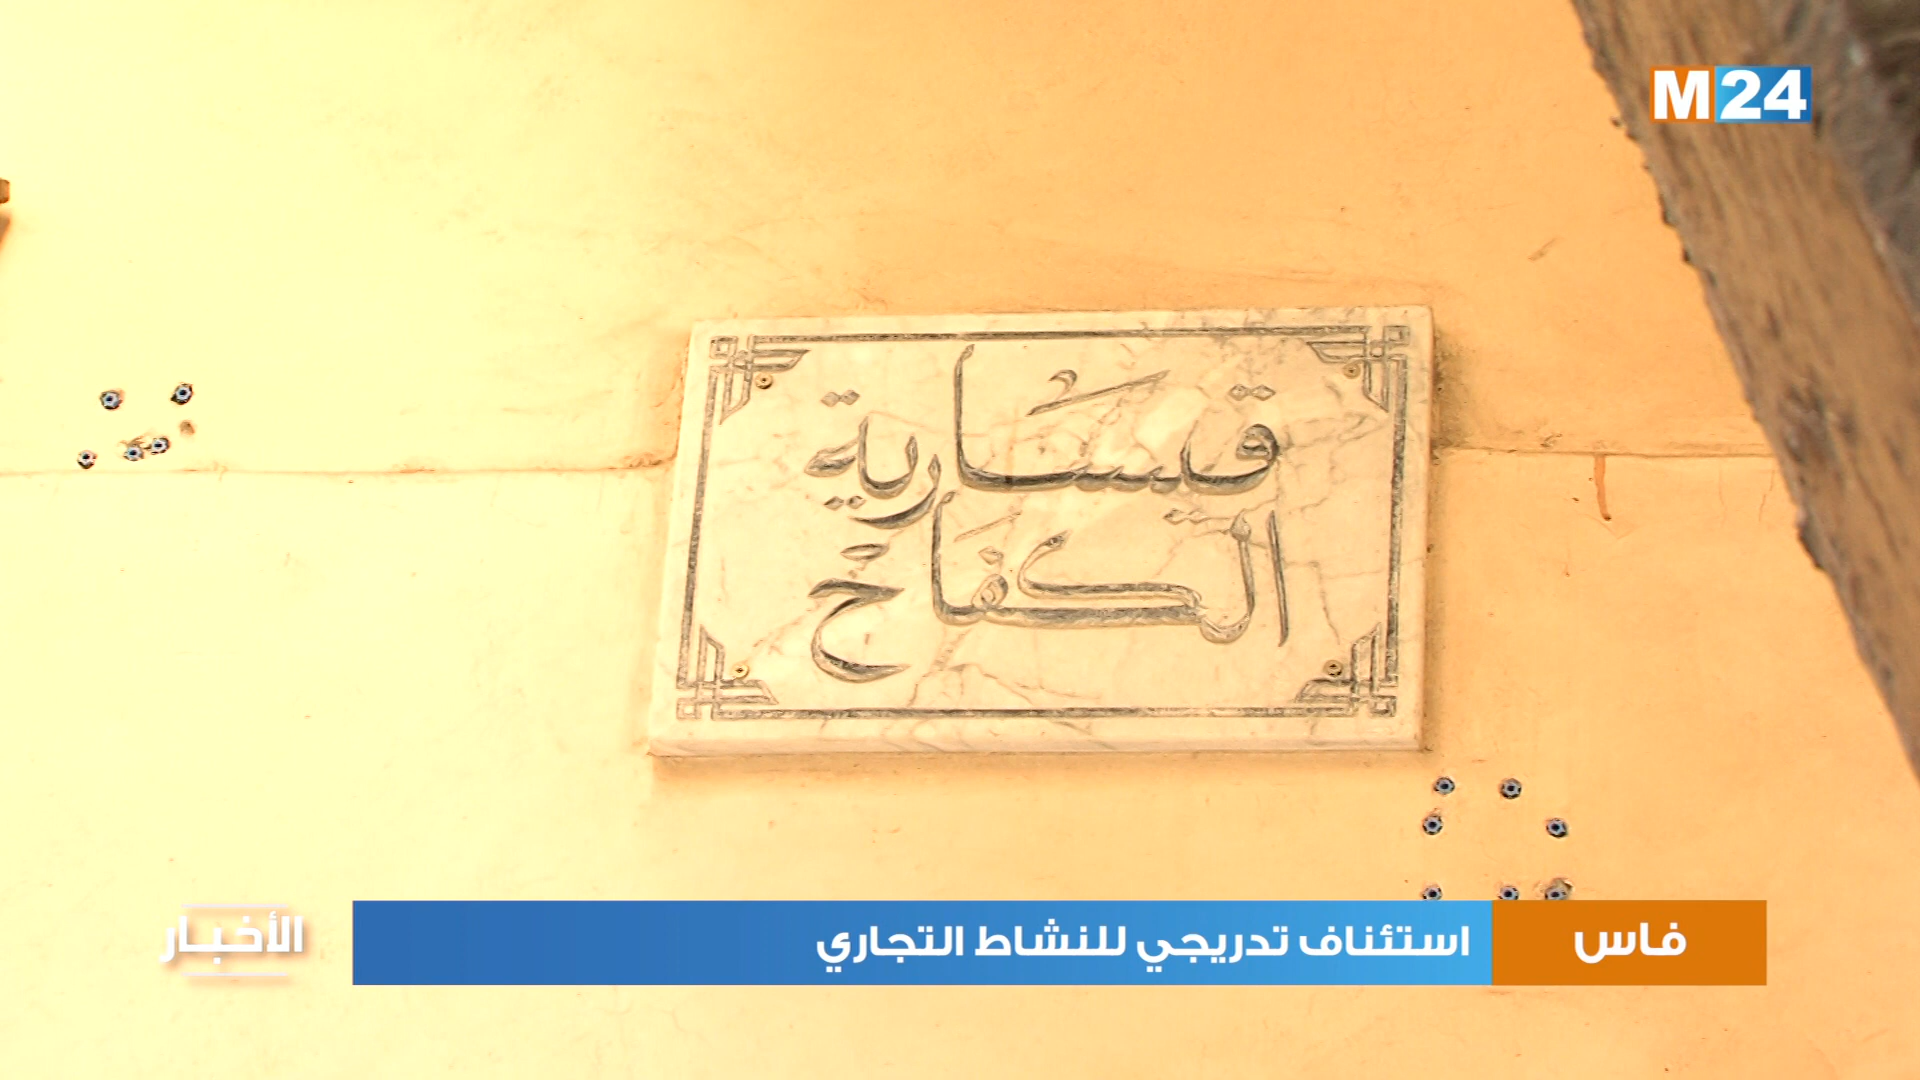 M24
قيسارية
الكفاح
فاس
استئناف تدريجي للنشاط التجاري
الأخبار